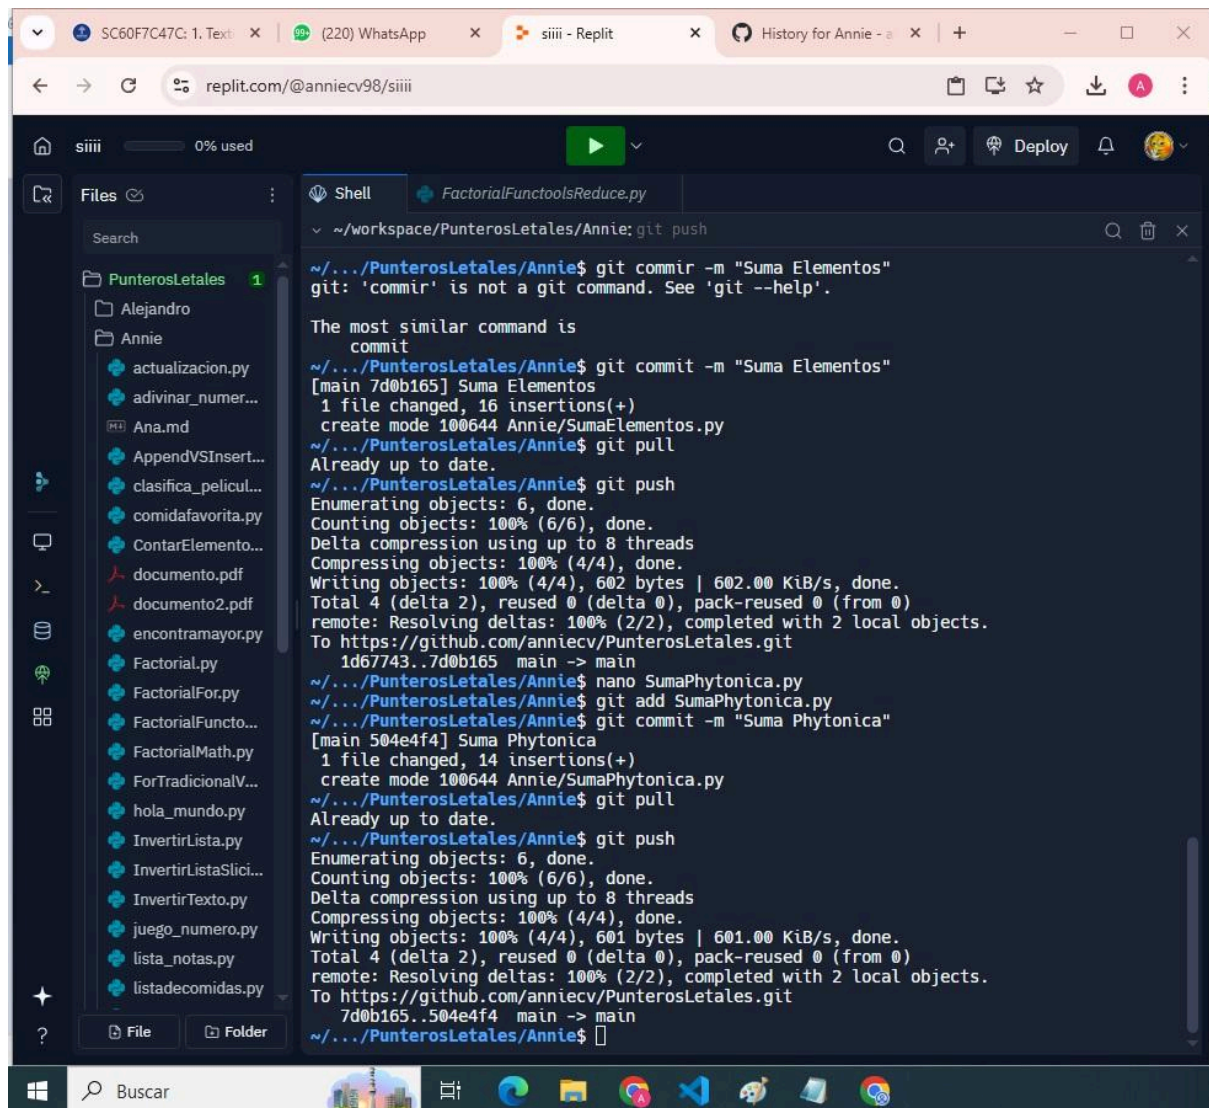 SC60F7C47C: 1. Text
99+
(220) WhatsApp
siiii - Replit
History for Annie - a
replit.com/@anniecv98/siiii
A
siiii
0% used
Deploy
Files
Shell
FactorialFunctoolsReduce.py
Search
~/workspace/PunterosLetales/Annie: git push
PunterosLetales 1
Alejandro
Annie
actualizacion.py
adivinar_numer...
M↓ Ana.md
AppendVSInsert...
clasifica_pelicul...
comidafavorita.py
ContarElemento...
documento.pdf
documento2.pdf
encontramayor.py
Factorial.py
FactorialFor.py
FactorialFuncto...
FactorialMath.py
ForTradicionalV...
hola_mundo.py
InvertirLista.py
InvertirListaSlici...
InvertirTexto.py
juego_numero.py
lista_notas.py
listadecomidas.py
File
Folder
~/.../PunterosLetales/Annie$ git commir -m "Suma Elementos"
git: 'commir' is not a git command. See 'git --help'.
The most similar command is
commit
~/.../PunterosLetales/Annie$ git commit -m "Suma Elementos"
[main 7d0b165] Suma Elementos
1 file changed, 16 insertions(+)
create mode 100644 Annie/SumaElementos.py
~/.../PunterosLetales/Annie$ git pull
Already up to date.
~/.../PunterosLetales/Annie$ git push
Enumerating objects: 6, done.
Counting objects: 100% (6/6), done.
Delta compression using up to 8 threads
Compressing objects: 100% (4/4), done.
Writing objects: 100% (4/4), 602 bytes | 602.00 KiB/s, done.
Total 4 (delta 2), reused 0 (delta 0), pack-reused 0 (from 0)
remote: Resolving deltas: 100% (2/2), completed with 2 local objects.
To https://github.com/anniecv/PunterosLetales.git
1d67743..7d0b165 main -> main
~/.../PunterosLetales/Annie$ nano SumaPhytonica.py
~/.../PunterosLetales/Annie$ git add SumaPhytonica.py
~/.../PunterosLetales/Annie$ git commit -m "Suma Phytonica"
[main 504e4f4] Suma Phytonica
1 file changed, 14 insertions(+)
create mode 100644 Annie/SumaPhytonica.py
~/.../PunterosLetales/Annie$ git pull
Already up to date.
~/.../PunterosLetales/Annie$ git push
Enumerating objects: 6, done.
Counting objects: 100% (6/6), done.
Delta compression using up to 8 threads
Compressing objects: 100% (4/4), done.
Writing objects: 100% (4/4), 601 bytes | 601.00 KiB/s, done.
Total 4 (delta 2), reused 0 (delta 0), pack-reused 0 (from 0)
remote: Resolving deltas: 100% (2/2), completed with 2 local objects.
To https://github.com/anniecv/PunterosLetales.git
7d0b165..504e4f4 main -> main
~/.../PunterosLetales/Annie$
Buscar